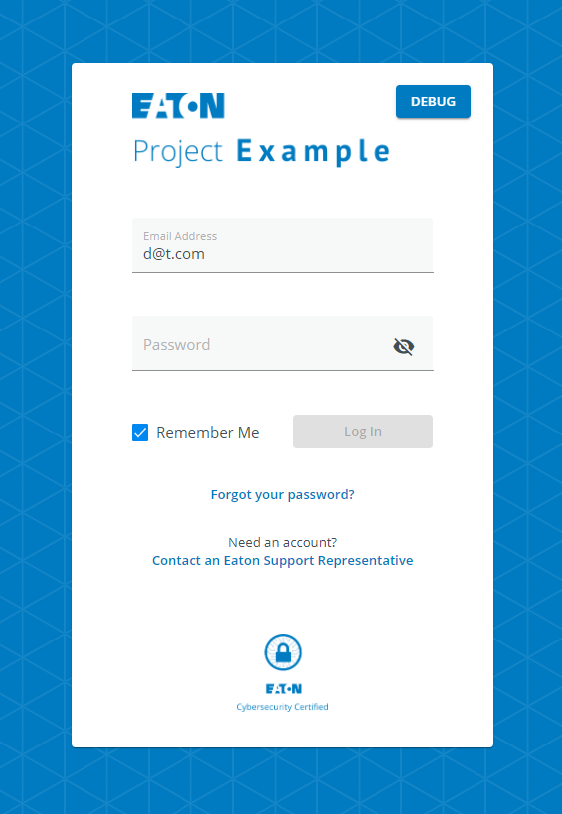 EATON
DEBUG
Project Example
Email Address
d@t.com
Password
Remember Me
Log In
Forgot your password?
Need an account?
Contact an Eaton Support Representative
EATON
Cybersecurity Certified